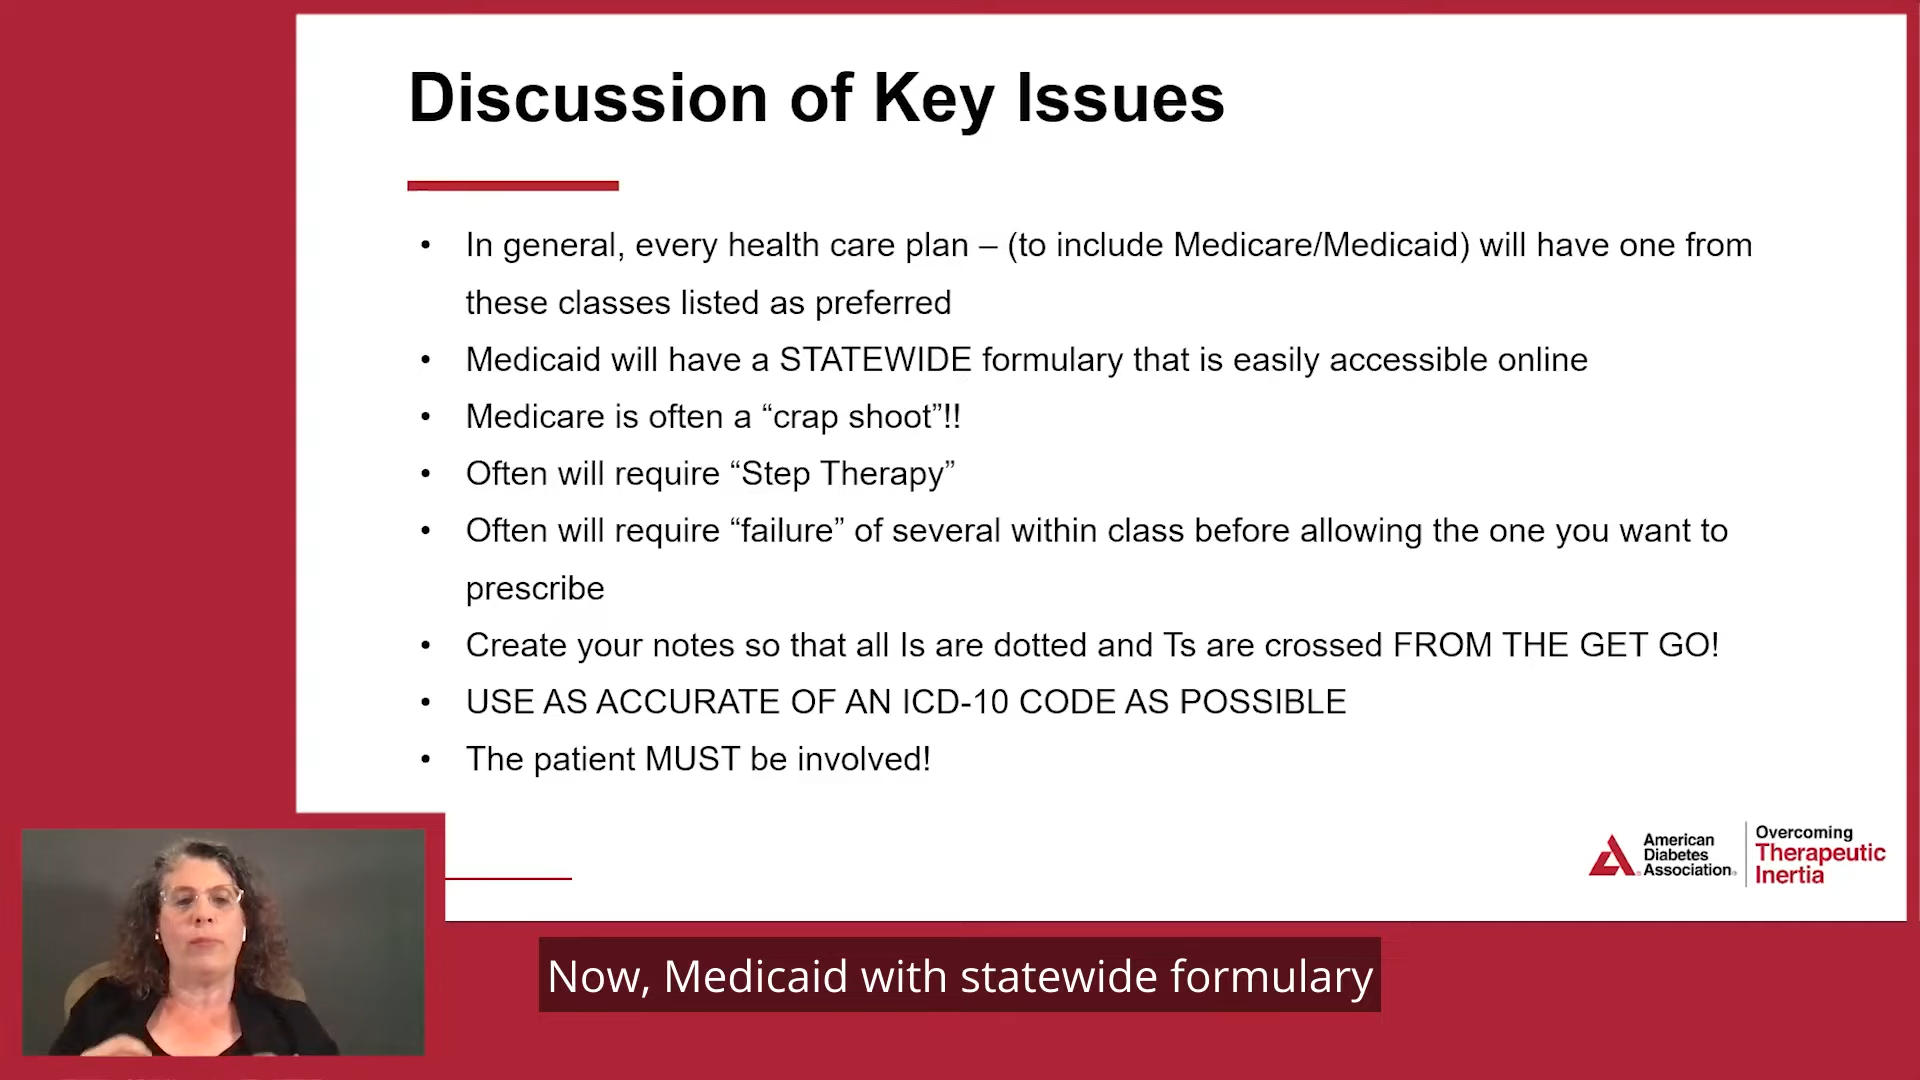 Discussion of Key Issues
• In general, every health care plan – (to include Medicare/Medicaid) will have one from
these classes listed as preferred
• Medicaid will have a STATEWIDE formulary that is easily accessible online
• Medicare is often a “crap shoot”!!
• Often will require “Step Therapy”
• Often will require “failure” of several within class before allowing the one you want to
prescribe
• Create your notes so that all Is are dotted and Ts are crossed FROM THE GET GO!
• USE AS ACCURATE OF AN ICD-10 CODE AS POSSIBLE
• The patient MUST be involved!
American
Diabetes
Association®
Overcoming
Therapeutic
Inertia
Now, Medicaid with statewide formulary